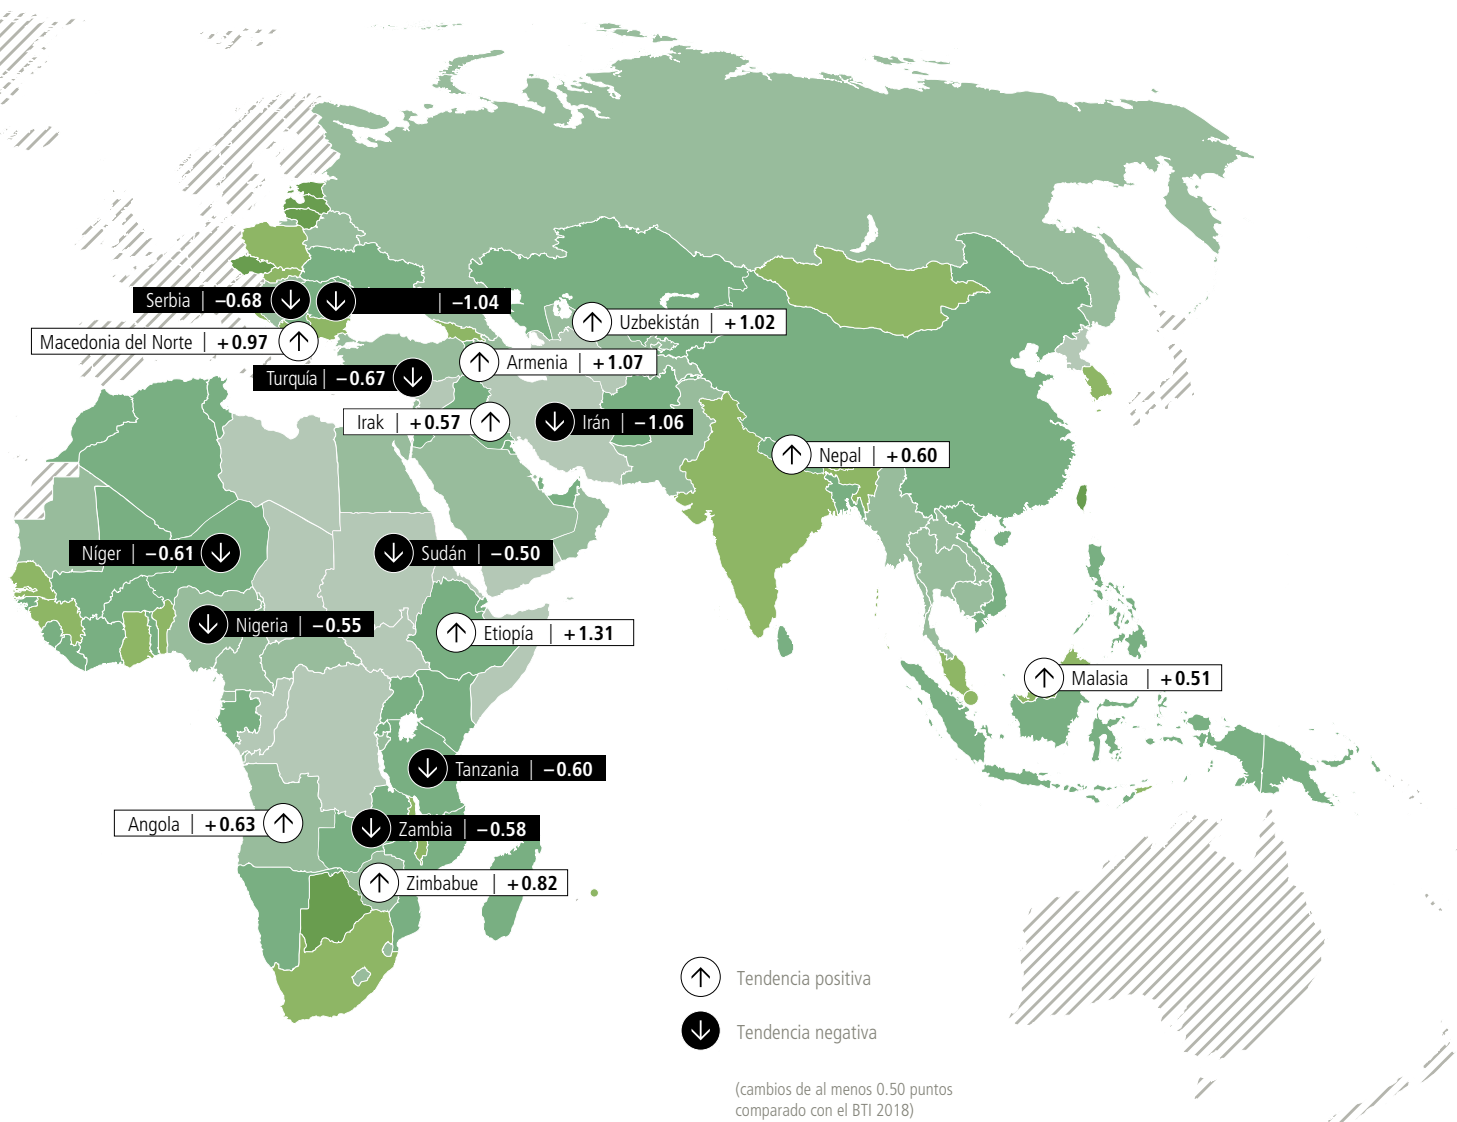 Serbia | −0.68
| −1.04
Macedonia del Norte | +0.97
Uzbekistán | +1.02
Armenia | +1.07
Turquía | −0.67
Irak | +0.57
Irán | −1.06
Nepal | +0.60
Níger | −0.61
Sudán | −0.50
Nigeria | −0.55
Etiopía | +1.31
Malasia | +0.51
Tanzania | −0.60
Angola | +0.63
Zambia | −0.58
Zimbabue | +0.82
Tendencia positiva
Tendencia negativa
(cambios de al menos 0.50 puntos
comparado con el BTI 2018)